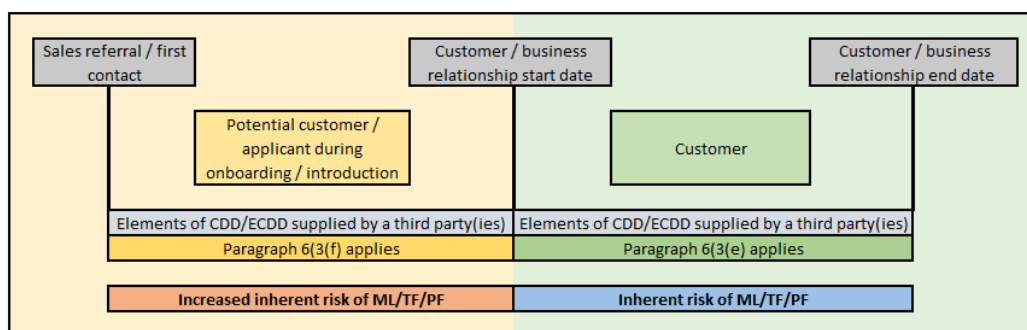 Sales referral / first
contact
Customer / business
relationship start date
Customer / business
relationship end date
Potential customer /
applicant during
onboarding / introduction
Customer
Elements of CDD/ECDD supplied by a third party(ies)
Elements of CDD/ECDD supplied by a third party(ies)
Paragraph 6(3(f) applies
Paragraph 6(3(e) applies
Increased inherent risk of ML/TF/PF
Inherent risk of ML/TF/PF